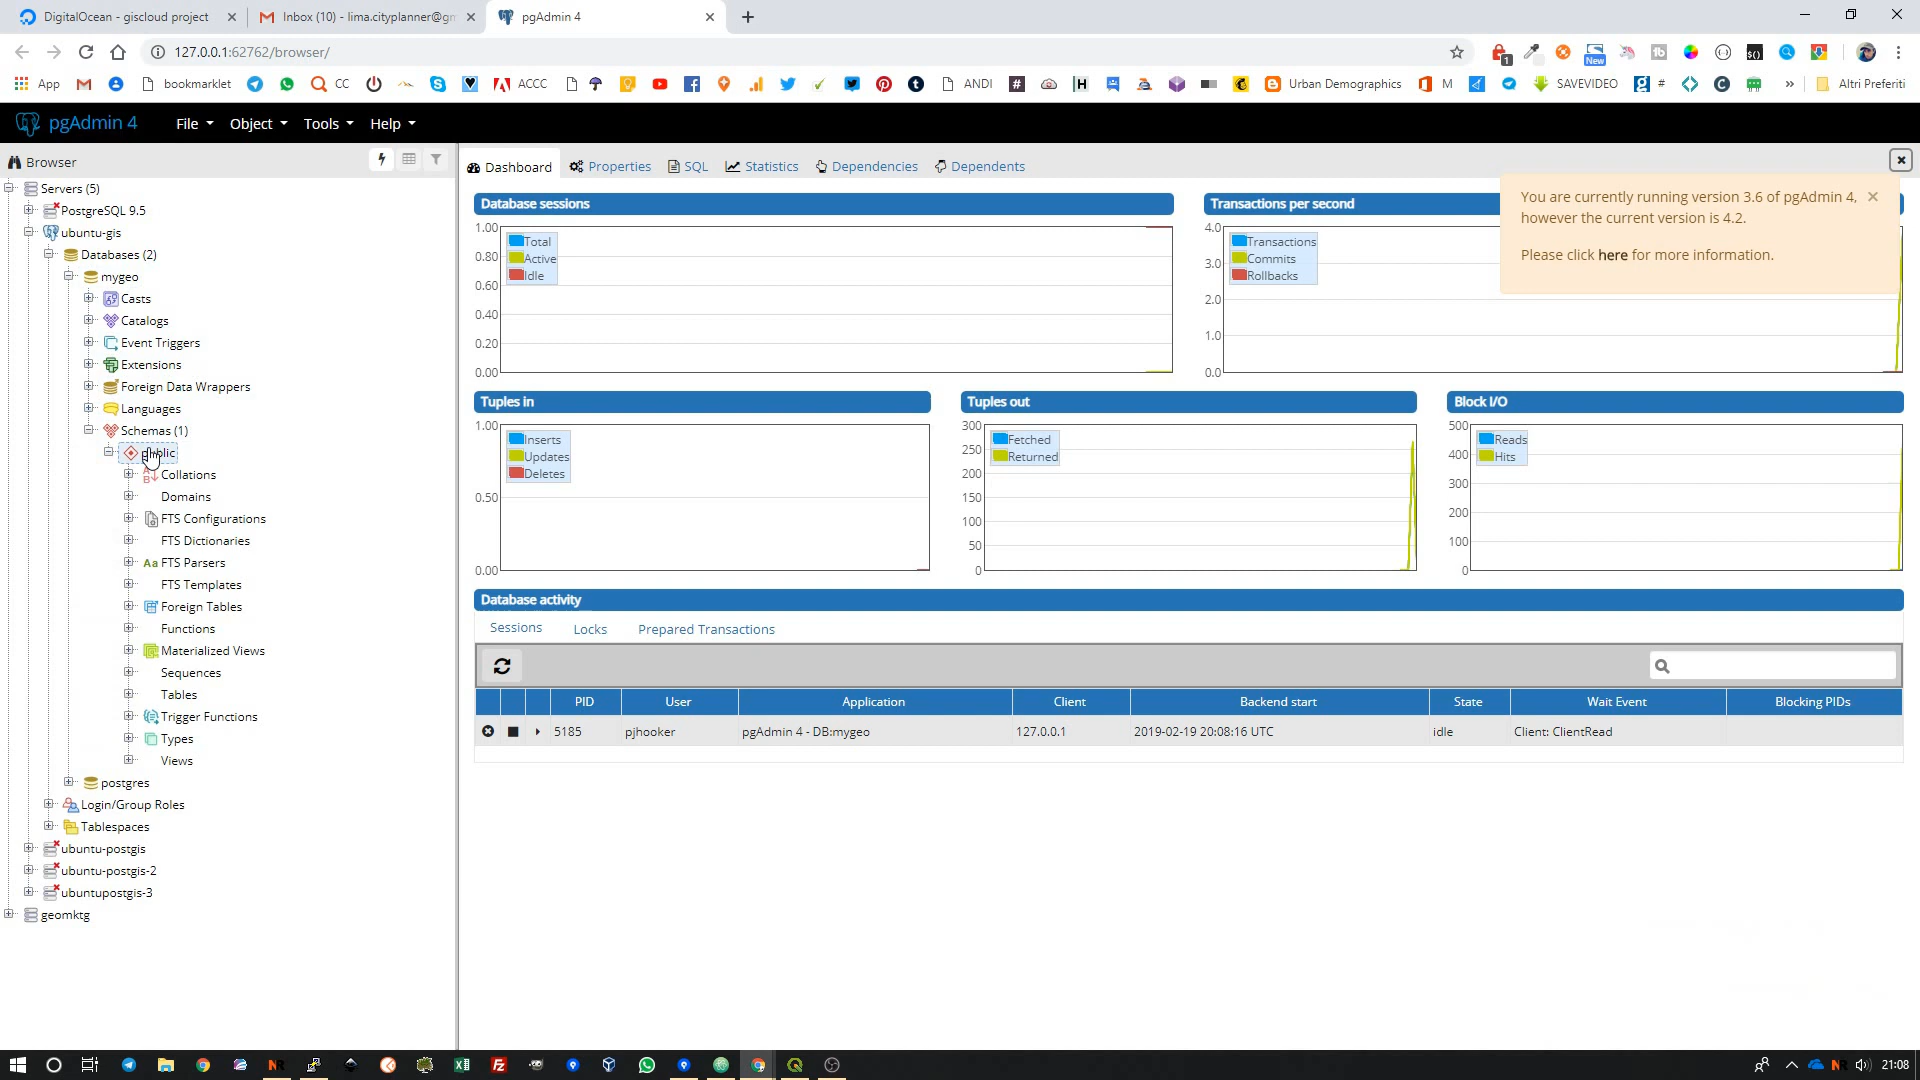 DigitalOcean - giscloud project
Inbox (10) - lima.cityplanner@gm
pgAdmin 4
127.0.0.1:62762/browser/
1
New
App
bookmarklet
CC
ACCC
ANDI
Urban Demographics
M
SAVEVIDEO
#
»
Altri Preferiti
pgAdmin 4
File
Object
Tools
Help
Browser
Dashboard
Properties
SQL
Statistics
Dependencies
Dependents
Servers (5)
PostgreSQL 9.5
ubuntu-gis
Databases (2)
mygeo
Casts
Catalogs
Event Triggers
Extensions
Foreign Data Wrappers
Languages
Schemas (1)
public
Collations
Domains
FTS Configurations
FTS Dictionaries
Aa FTS Parsers
FTS Templates
Foreign Tables
Functions
Materialized Views
Sequences
Tables
Trigger Functions
Types
Views
postgres
Login/Group Roles
Tablespaces
ubuntu-postgis
ubuntu-postgis-2
ubuntupostgis-3
geomktg
Database sessions
1.00
0.80
0.60
0.40
0.20
0.00
Total
Active
Idle
Transactions per second
4.0
3.0
2.0
1.0
0.0
Transactions
Commits
Rollbacks
You are currently running version 3.6 of pgAdmin 4,
however the current version is 4.2.
Please click here for more information.
Tuples in
1.00
0.50
0.00
Inserts
Updates
Deletes
Tuples out
300
250
200
150
100
50
0
Fetched
Returned
Block I/O
500
400
300
200
100
0
Reads
Hits
Database activity
Sessions
Locks
Prepared Transactions
PID
User
Application
Client
Backend start
State
Wait Event
Blocking PIDs
5185
pjhooker
pgAdmin 4 - DB:mygeo
127.0.0.1
2019-02-19 20:08:16 UTC
idle
Client: ClientRead
21:08